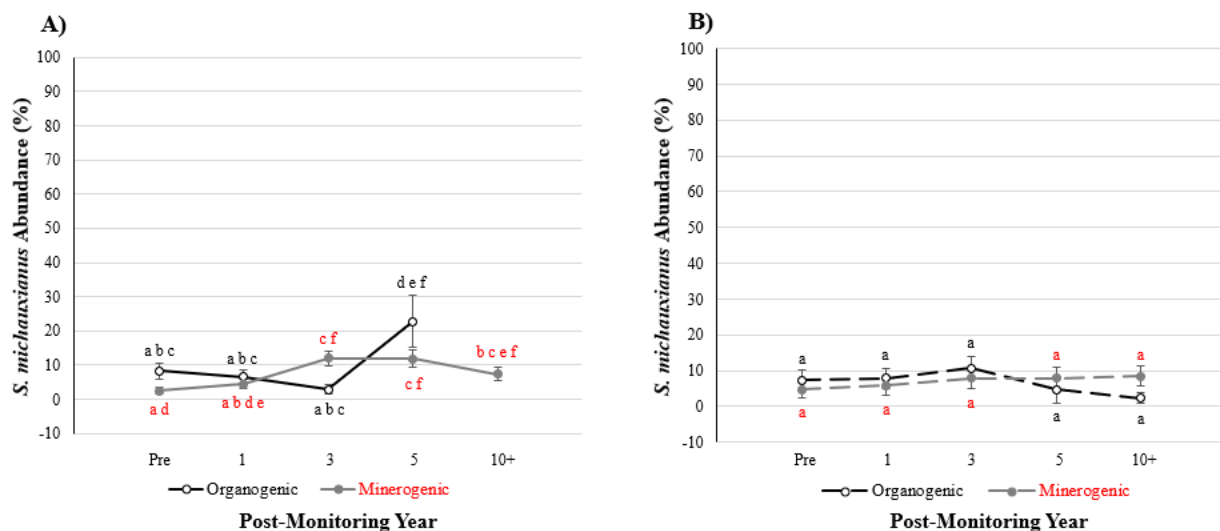 A)
S. michauxianus Abundance (%)
100
90
80
70
60
50
40
30
20
10
0
-10
a b c
a b c
a b c
d e f
a d
a b d e
c f
c f
b c e f
Pre 1 3 5 10+
Organogenic Minerogenic
Post-Monitoring Year
B)
S. michauxianus Abundance (%)
100
90
80
70
60
50
40
30
20
10
0
-10
a a a a a
a a a a a
Pre 1 3 5 10+
Organogenic Minerogenic
Post-Monitoring Year